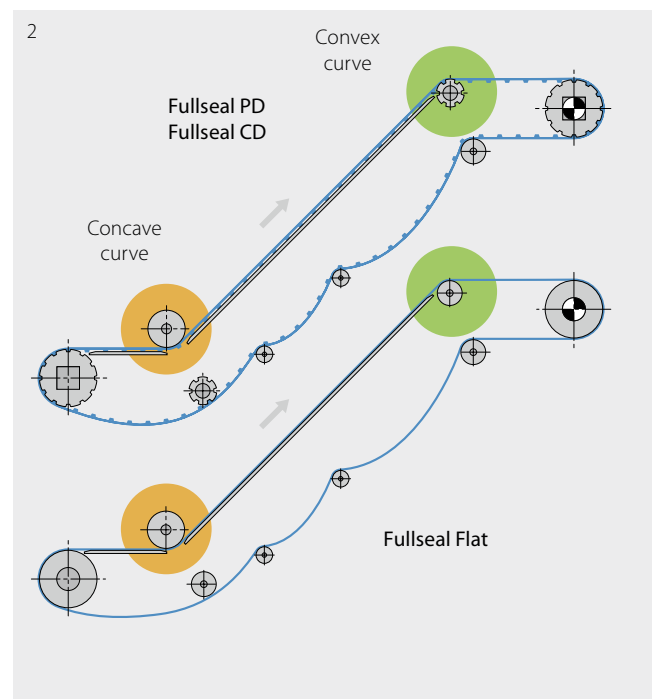 2
Convex
curve
Fullseal PD
Fullseal CD
Concave
curve
Fullseal Flat